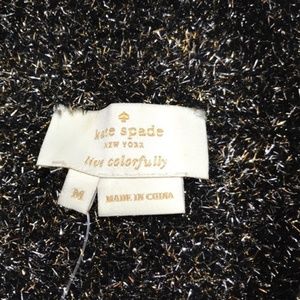 kate spade
NEW YORK
live colorfully
M
MADE IN CHINA